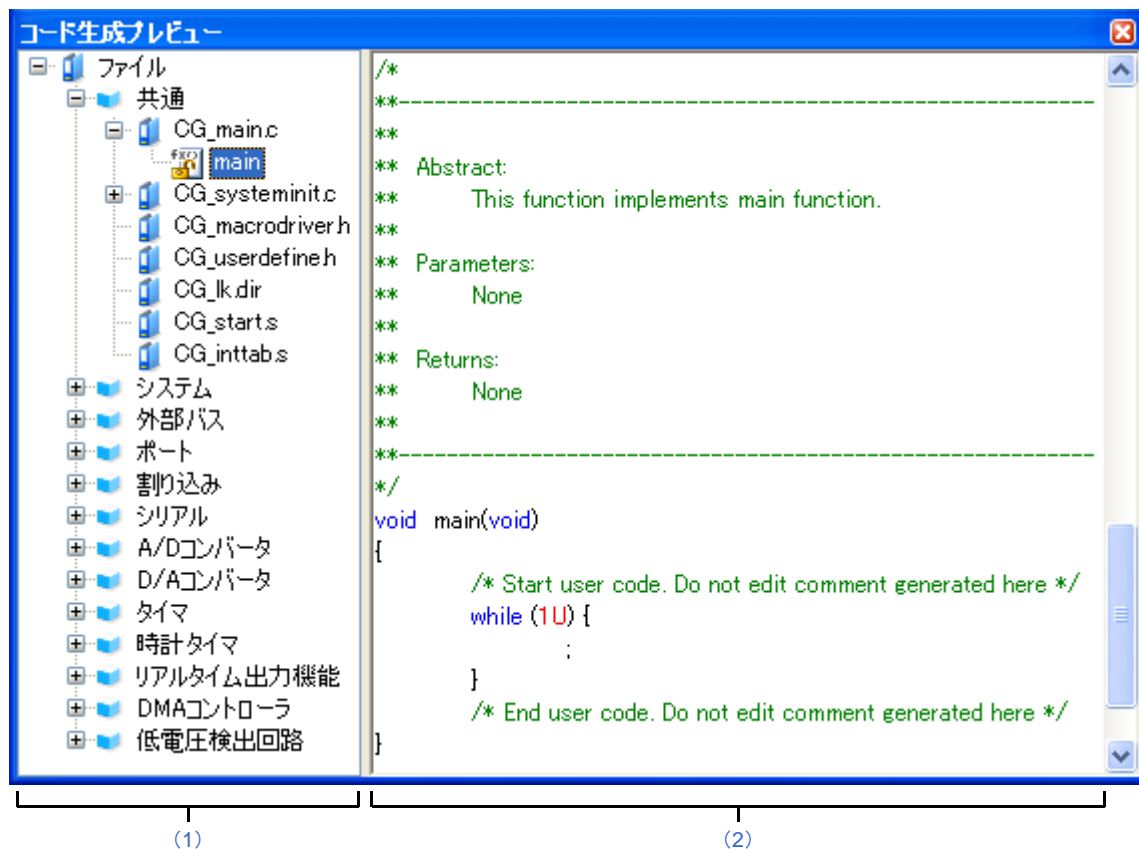 コード生成プレビュー
ファイル
共通
CG_main.c
f(x)
main
CG_systeminit.c
CG_macrodriver.h
CG_userdefine.h
CG_lk.dir
CG_start.s
CG_inttab.s
システム
外部バス
ポート
割り込み
シリアル
A/Dコンバータ
D/Aコンバータ
タイマ
時計タイマ
リアルタイム出力機能
DMAコントローラ
低電圧検出回路
/*
**-----------------------------------------------------------
**
**  Abstract:
**      This function implements main function.
**
**  Parameters:
**      None
**
**  Returns:
**      None
**
**-----------------------------------------------------------
*/
void  main(void)
{
/* Start user code. Do not edit comment generated here */
while (1U) {
;
}
/* End user code. Do not edit comment generated here */
}
(1)
(2)